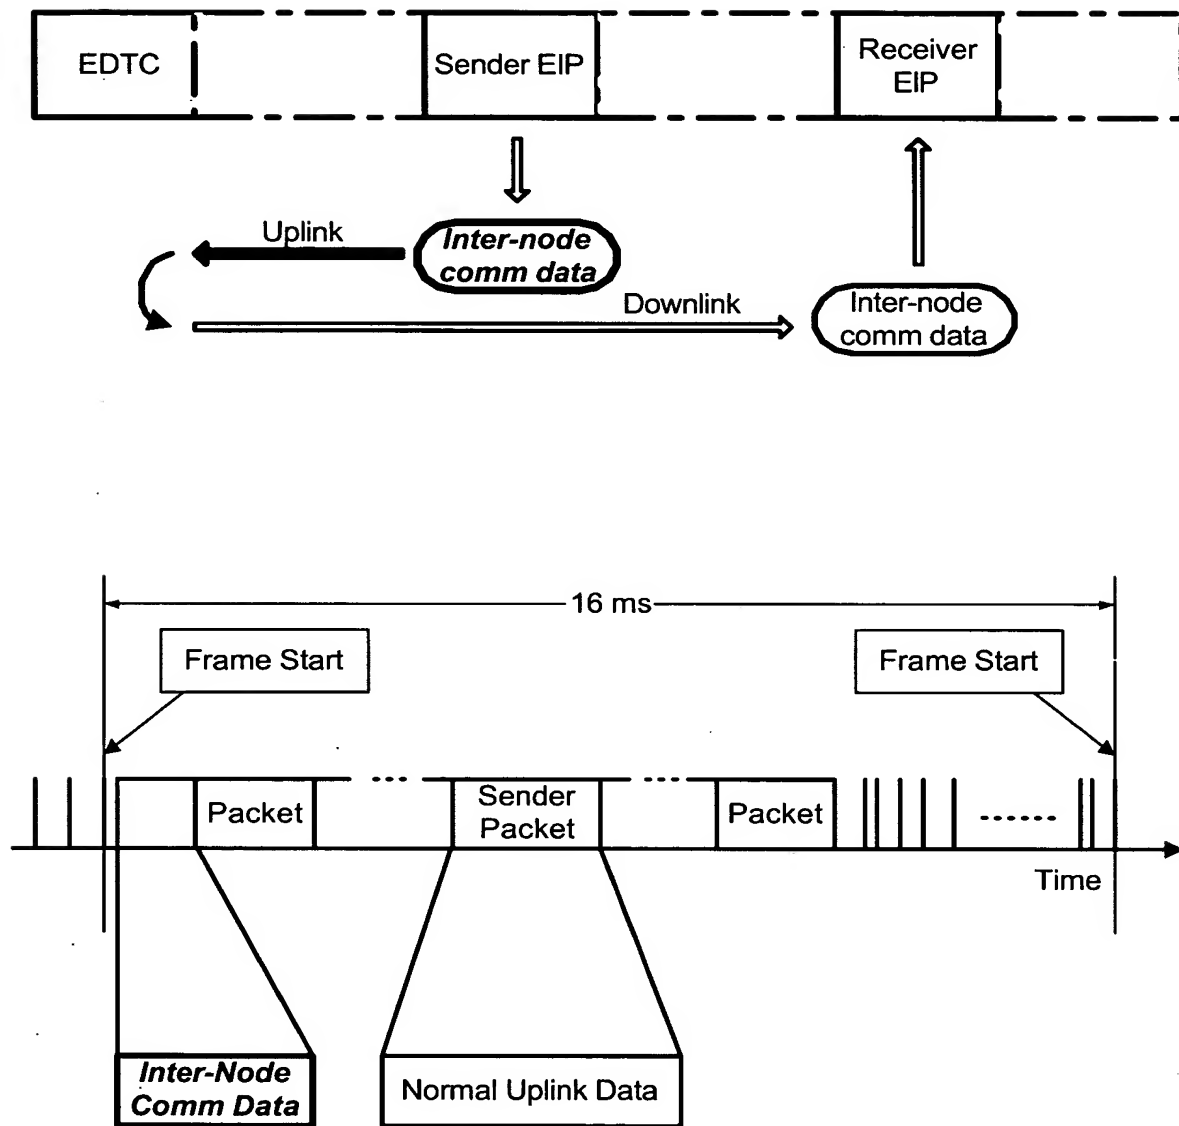 EDTC
Sender EIP
Receiver
EIP
Uplink
Inter-node
comm data
Downlink
Inter-node
comm data
16 ms
Frame Start
Frame Start
Packet
Sender
Packet
Packet
Time
Inter-Node
Comm Data
Normal Uplink Data